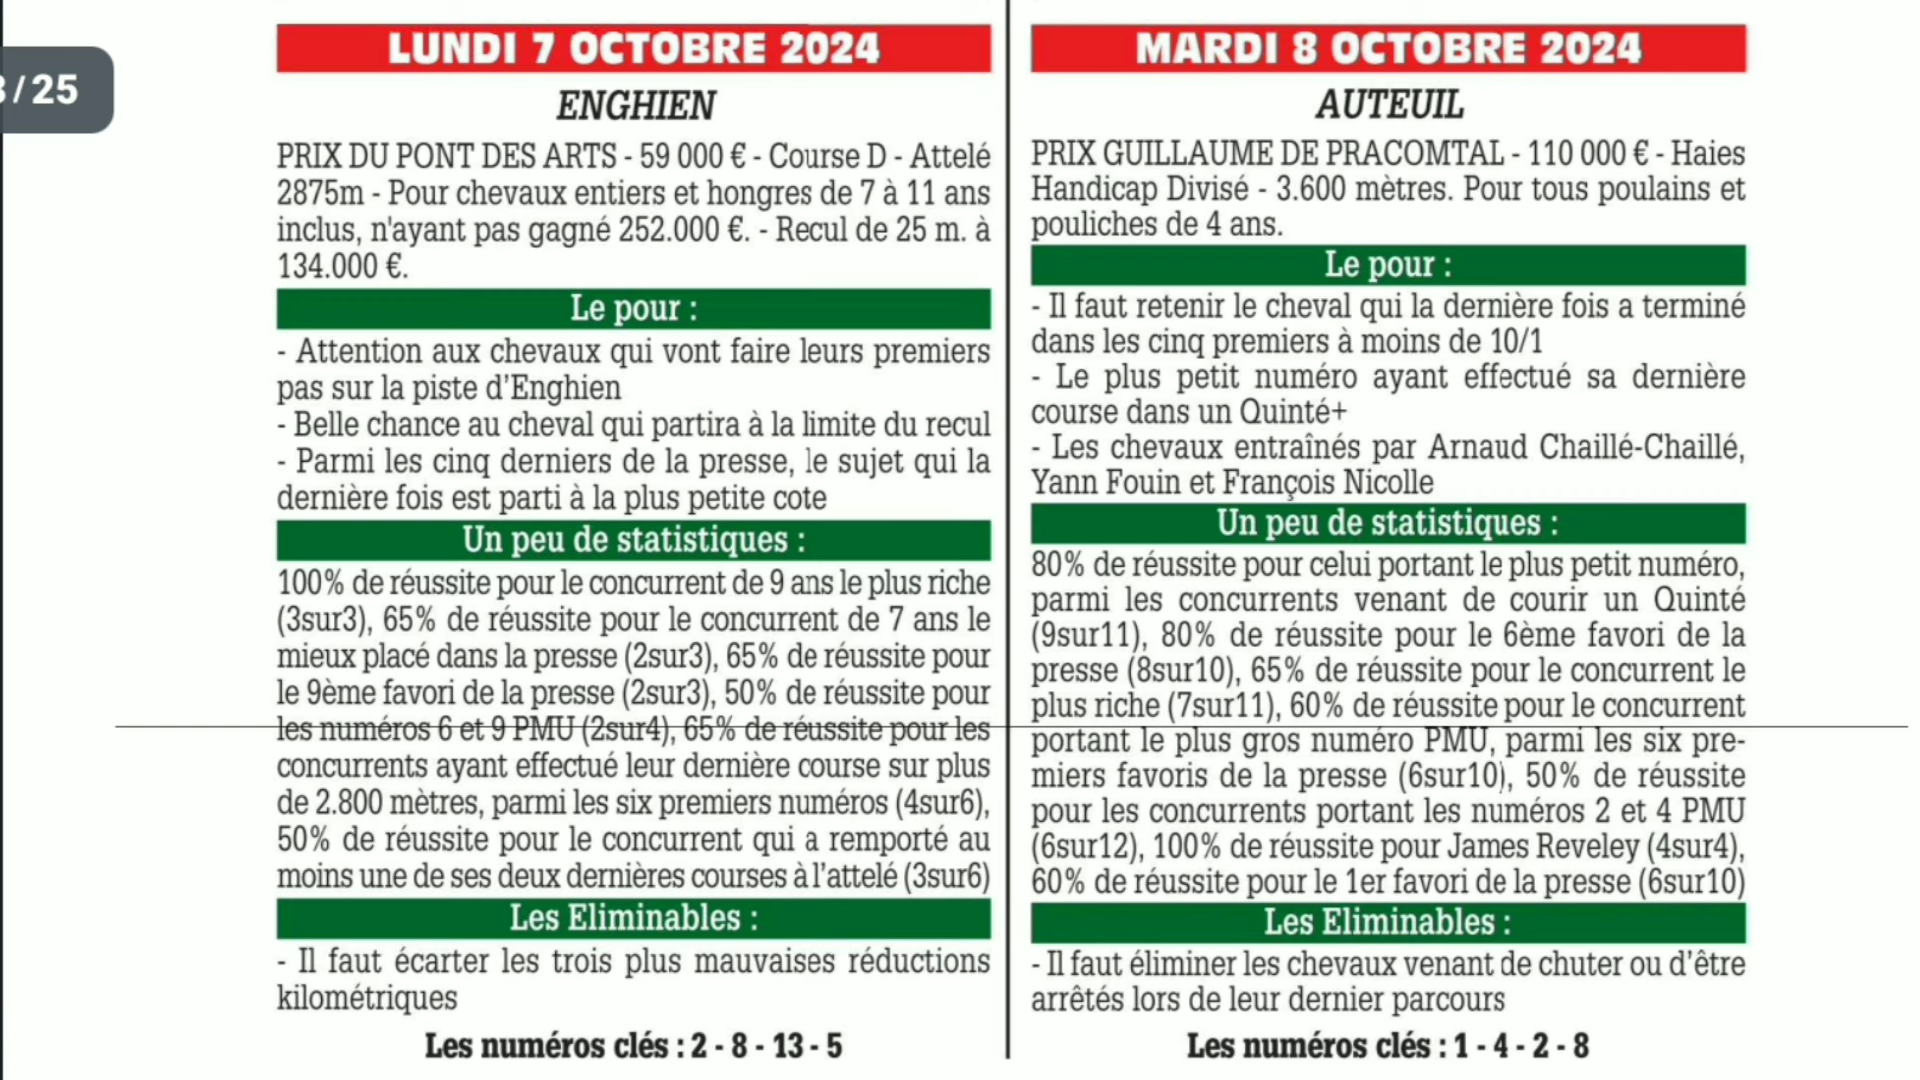 3/25
LUNDI 7 OCTOBRE 2024
ENGHIEN
PRIX DU PONT DES ARTS - 59 000 € - Course D - Attelé
2875m - Pour chevaux entiers et hongres de 7 à 11 ans
inclus, n'ayant pas gagné 252.000 €. - Recul de 25 m. à
134.000 €.
Le pour :
- Attention aux chevaux qui vont faire leurs premiers
pas sur la piste d'Enghien
- Belle chance au cheval qui partira à la limite du recul
- Parmi les cinq derniers de la presse, le sujet qui la
dernière fois est parti à la plus petite cote
Un peu de statistiques :
100% de réussite pour le concurrent de 9 ans le plus riche
(3sur3), 65% de réussite pour le concurrent de 7 ans le
mieux placé dans la presse (2sur3), 65% de réussite pour
le 9ème favori de la presse (2sur3), 50% de réussite pour
les numéros 6 et 9 PMU (2sur4), 65% de réussite pour les
concurrents ayant effectué leur dernière course sur plus
de 2.800 mètres, parmi les six premiers numéros (4sur6),
50% de réussite pour le concurrent qui a remporté au
moins une de ses deux dernières courses à l'attelé (3sur6)
Les Eliminables :
- Il faut écarter les trois plus mauvaises réductions
kilométriques
Les numéros clés : 2 - 8 - 13 - 5
MARDI 8 OCTOBRE 2024
AUTEUIL
PRIX GUILLAUME DE PRACOMTAL - 110 000 € - Haies
Handicap Divisé - 3.600 mètres. Pour tous poulains et
pouliches de 4 ans.
Le pour :
- Il faut retenir le cheval qui la dernière fois a terminé
dans les cinq premiers à moins de 10/1
- Le plus petit numéro ayant effectué sa dernière
course dans un Quinté+
- Les chevaux entraînés par Arnaud Chaillé-Chaillé,
Yann Fouin et François Nicolle
Un peu de statistiques :
80% de réussite pour celui portant le plus petit numéro,
parmi les concurrents venant de courir un Quinté
(9sur11), 80% de réussite pour le 6ème favori de la
presse (8sur10), 65% de réussite pour le concurrent le
plus riche (7sur11), 60% de réussite pour le concurrent
portant le plus gros numéro PMU, parmi les six pre-
miers favoris de la presse (6sur10), 50% de réussite
pour les concurrents portant les numéros 2 et 4 PMU
(6sur12), 100% de réussite pour James Reveley (4sur4),
60% de réussite pour le 1er favori de la presse (6sur10)
Les Eliminables :
- Il faut éliminer les chevaux venant de chuter ou d'être
arrêtés lors de leur dernier parcours
Les numéros clés : 1 - 4 - 2 - 8